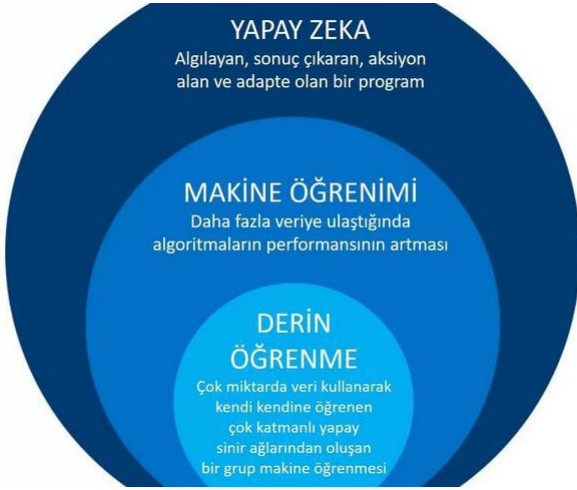 YAPAY ZEKA
Algılayan, sonuç çıkaran, aksiyon
alan ve adapte olan bir program
MAKİNE ÖĞRENİMİ
Daha fazla veriye ulaştığında
algoritmaların performansının artması
DERİN
ÖĞRENME
Çok miktarda veri kullanarak
kendi kendine öğrenen
çok katmanlı yapay
sinir ağlarından oluşan
bir grup makine öğrenmesi